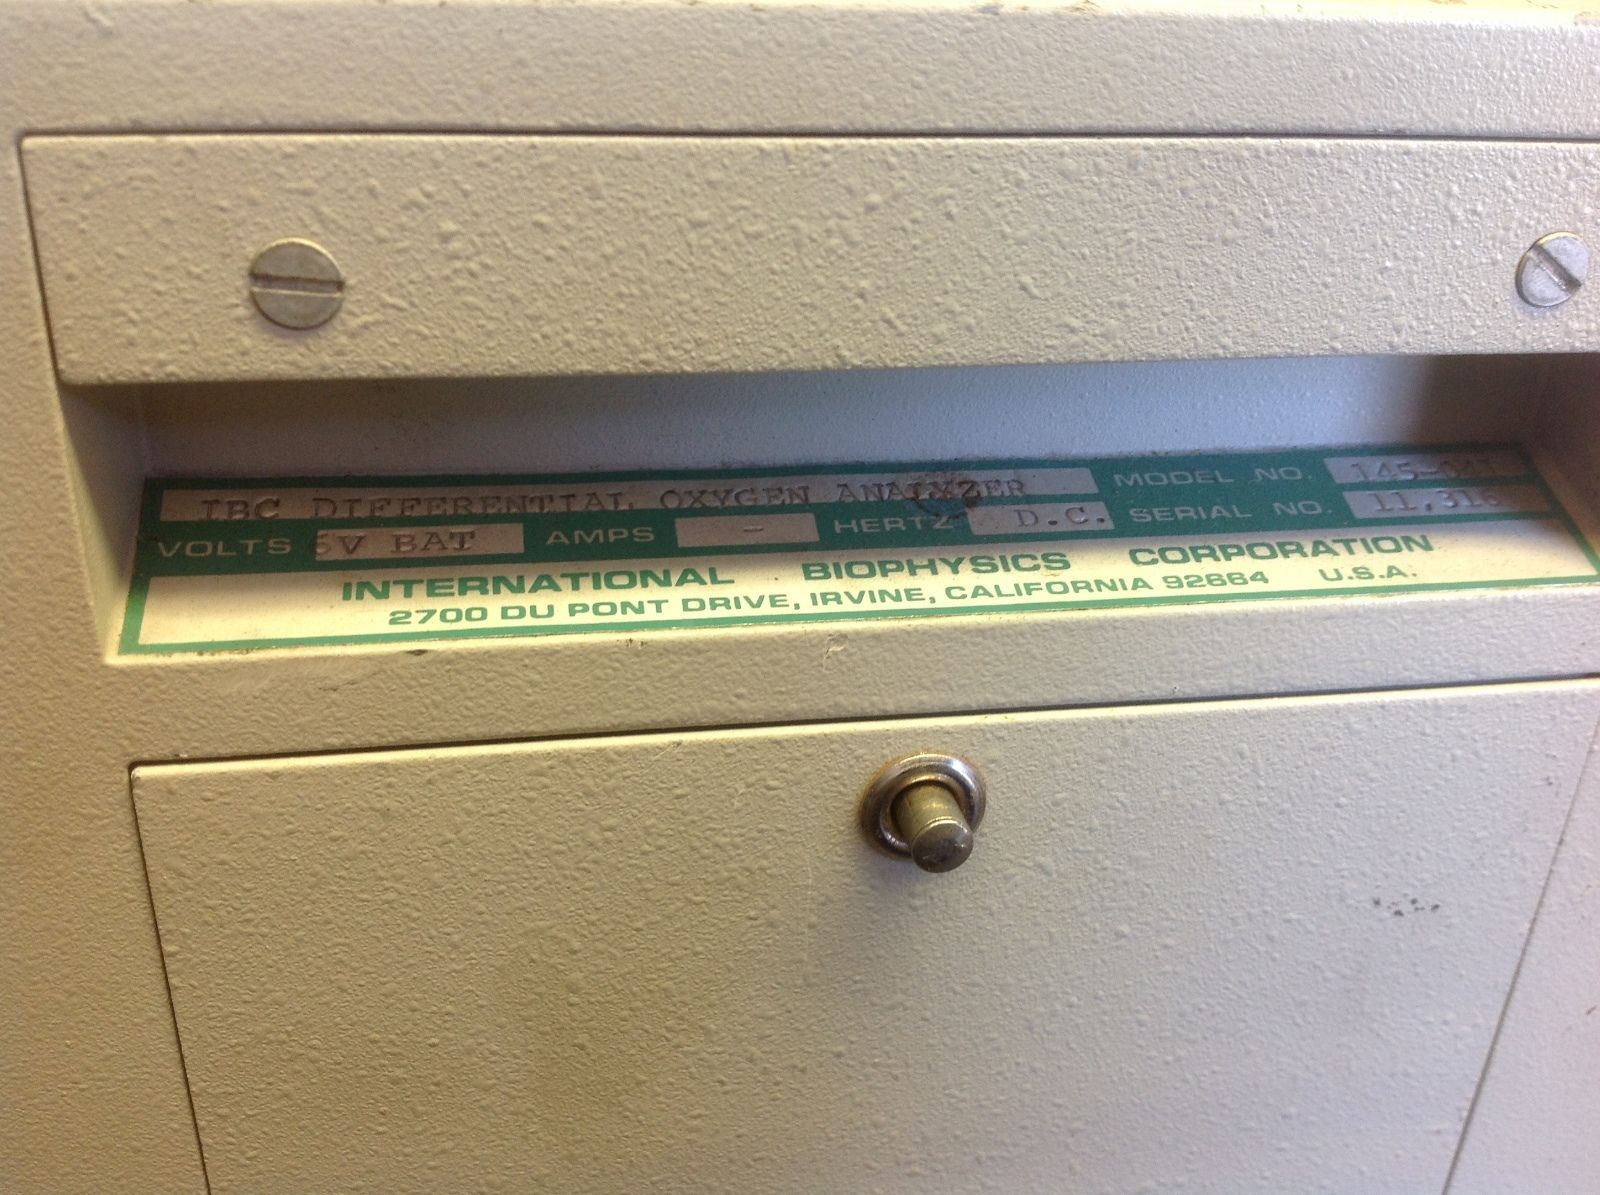 IBC DIFFERENTIAL OXYGEN ANALYZER MODEL NO.
VOLTS 6V BAT AMPS - HERTZ D.C. SERIAL NO.
INTERNATIONAL BIOPHYSICS CORPORATION
2700 DU PONT DRIVE, IRVINE, CALIFORNIA 92664 U.S.A.